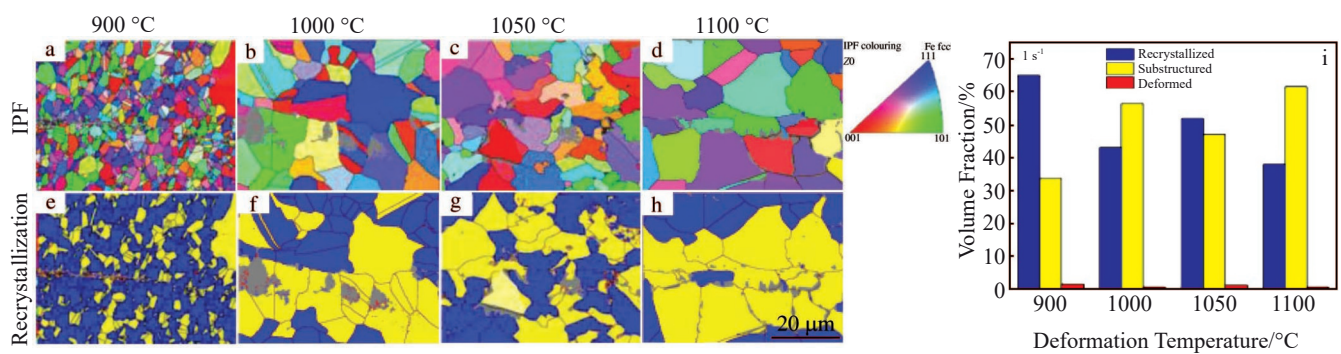 900 °C
1000 °C
1050 °C
1100 °C
IPF
a
b
c
d
IPF colouring
Z0
Fe fcc
111
001
101
Recrystallization
e
f
g
h
20 μm
1 s⁻¹
i
Recrystallized
Substructured
Deformed
Volume Fraction/%
70
60
50
40
30
20
10
0
900
1000
1050
1100
Deformation Temperature/°C